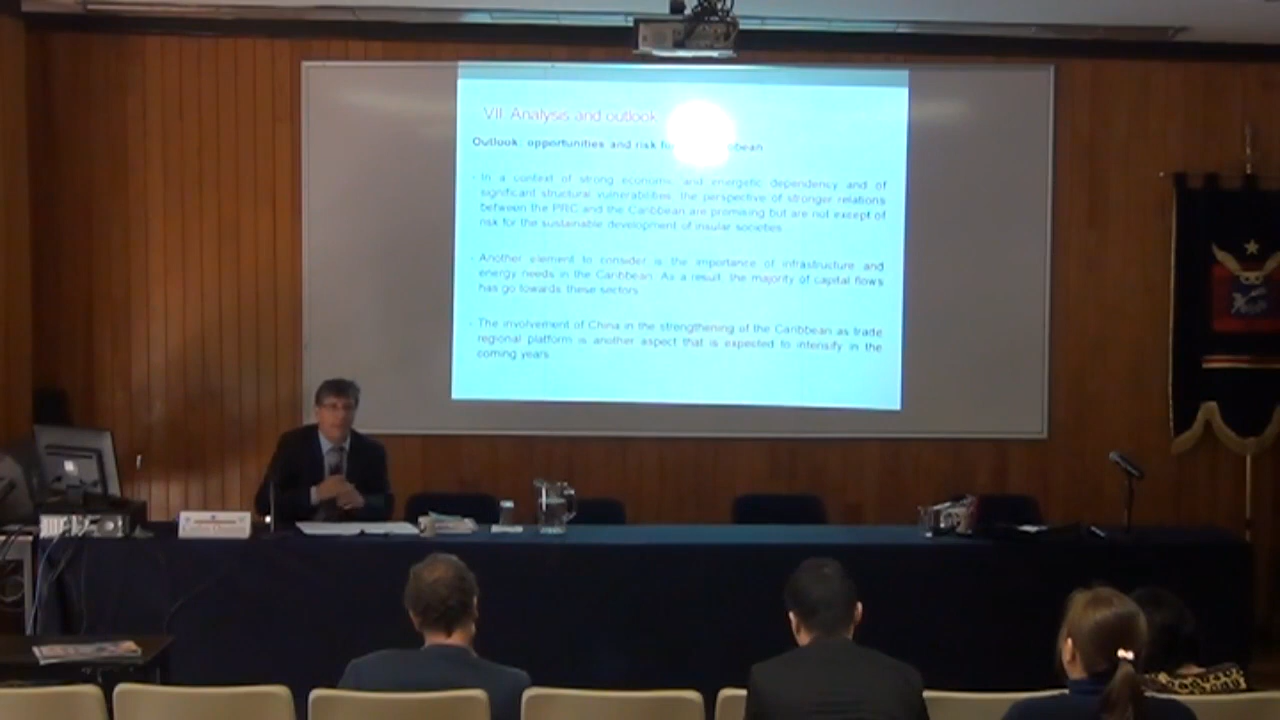 VII. Analysis and outlook
Outlook: opportunities and risk bbean
- In a context of strong economic and energetic dependency and of
significant structural vulnerabilities, the perspective of stronger relations
between the PRC and the Caribbean are promising but are not except of
risk for the sustainable development of insular societies.
- Another element to consider is the importance of infrastructure and
energy needs in the Caribbean. As a result, the majority of capital flows
has go towards these sectors.
- The involvement of China in the strengthening of the Caribbean as trade
regional platform is another aspect that is expected to intensify in the
coming years.